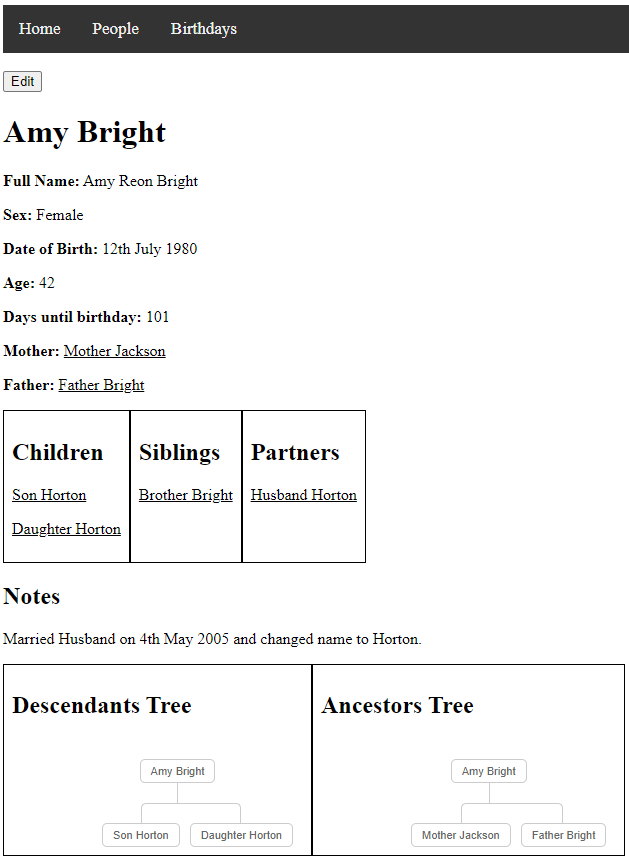 Home People Birthdays
Edit
Amy Bright
Full Name: Amy Reon Bright
Sex: Female
Date of Birth: 12th July 1980
Age: 42
Days until birthday: 101
Mother: Mother Jackson
Father: Father Bright
Children
Son Horton
Daughter Horton
Siblings
Brother Bright
Partners
Husband Horton
Notes
Married Husband on 4th May 2005 and changed name to Horton.
Descendants Tree
Amy Bright
Son Horton Daughter Horton
Ancestors Tree
Amy Bright
Mother Jackson Father Bright